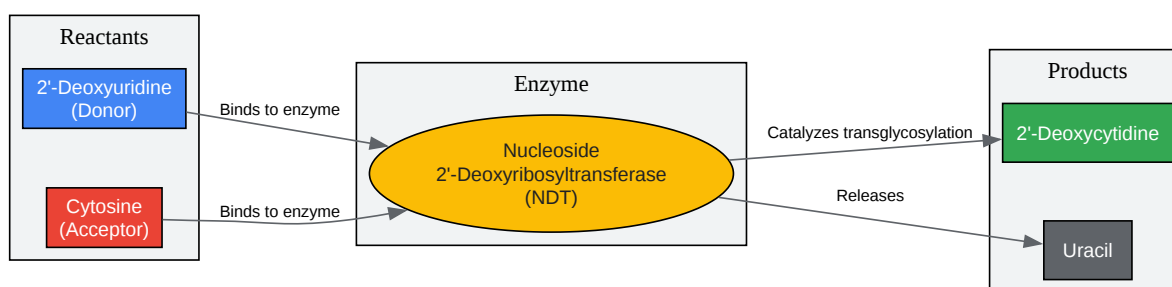 Reactants
2'-Deoxyuridine
(Donor)
Cytosine
(Acceptor)
Binds to enzyme
Binds to enzyme
Enzyme
Nucleoside
2'-Deoxyribosyltransferase
(NDT)
Catalyzes transglycosylation
Releases
Products
2'-Deoxycytidine
Uracil